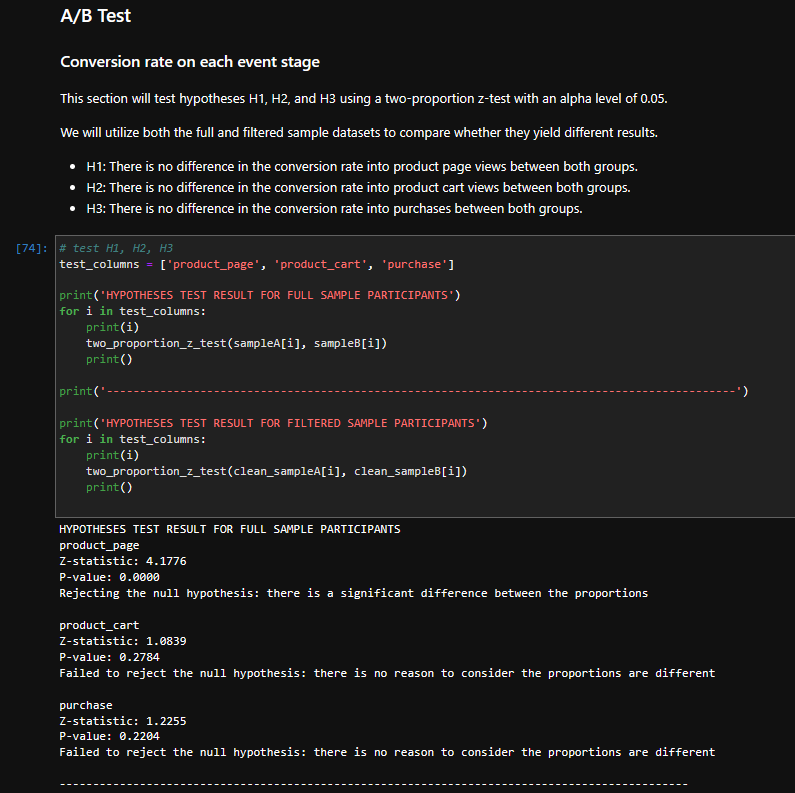 A/B Test
Conversion rate on each event stage
This section will test hypotheses H1, H2, and H3 using a two-proportion z-test with an alpha level of 0.05.
We will utilize both the full and filtered sample datasets to compare whether they yield different results.
• H1: There is no difference in the conversion rate into product page views between both groups.
• H2: There is no difference in the conversion rate into product cart views between both groups.
• H3: There is no difference in the conversion rate into purchases between both groups.
[74]: # test H1, H2, H3
test_columns = ['product_page', 'product_cart', 'purchase']
print('HYPOTHESES TEST RESULT FOR FULL SAMPLE PARTICIPANTS')
for i in test_columns:
    print(i)
    two_proportion_z_test(sampleA[i], sampleB[i])
    print()
print('----------------------------------------------------------------------------------------------')
print('HYPOTHESES TEST RESULT FOR FILTERED SAMPLE PARTICIPANTS')
for i in test_columns:
    print(i)
    two_proportion_z_test(clean_sampleA[i], clean_sampleB[i])
    print()
HYPOTHESES TEST RESULT FOR FULL SAMPLE PARTICIPANTS
product_page
Z-statistic: 4.1776
P-value: 0.0000
Rejecting the null hypothesis: there is a significant difference between the proportions
product_cart
Z-statistic: 1.0839
P-value: 0.2784
Failed to reject the null hypothesis: there is no reason to consider the proportions are different
purchase
Z-statistic: 1.2255
P-value: 0.2204
Failed to reject the null hypothesis: there is no reason to consider the proportions are different
----------------------------------------------------------------------------------------------